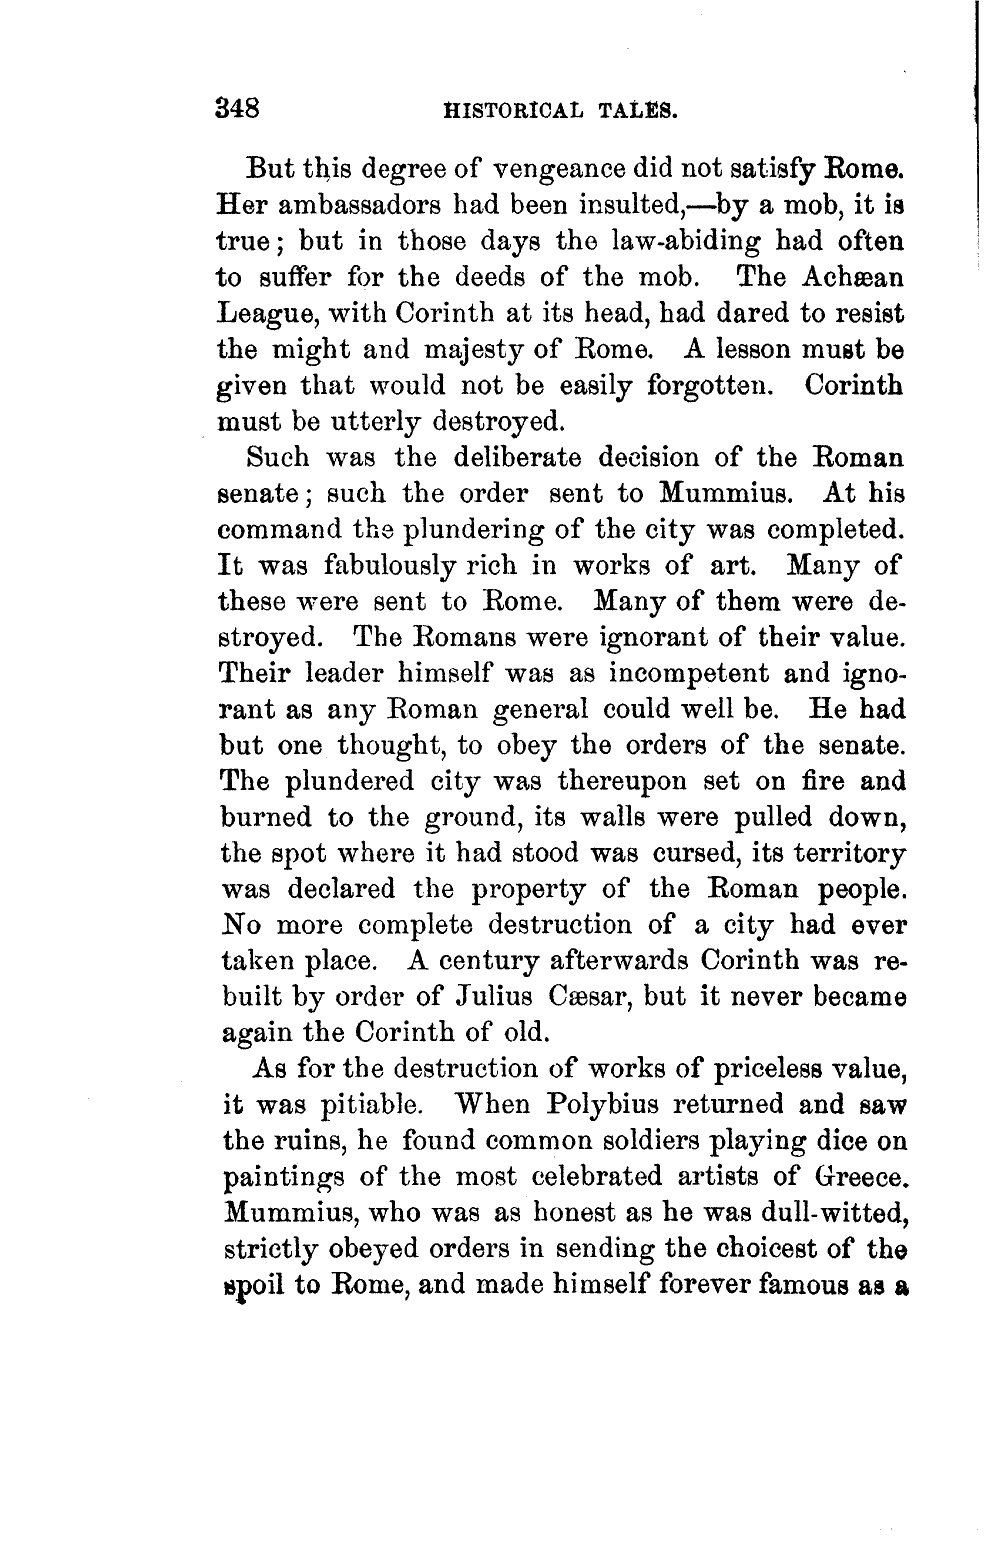 348 HISTORICAL TALES.
But this degree of vengeance did not satisfy Rome.
Her ambassadors had been insulted,—by a mob, it is
true; but in those days the law-abiding had often
to suffer for the deeds of the mob. The Achæan
League, with Corinth at its head, had dared to resist
the might and majesty of Rome. A lesson must be
given that would not be easily forgotten. Corinth
must be utterly destroyed.
Such was the deliberate decision of the Roman
senate; such the order sent to Mummius. At his
command the plundering of the city was completed.
It was fabulously rich in works of art. Many of
these were sent to Rome. Many of them were de-
stroyed. The Romans were ignorant of their value.
Their leader himself was as incompetent and igno-
rant as any Roman general could well be. He had
but one thought, to obey the orders of the senate.
The plundered city was thereupon set on fire and
burned to the ground, its walls were pulled down,
the spot where it had stood was cursed, its territory
was declared the property of the Roman people.
No more complete destruction of a city had ever
taken place. A century afterwards Corinth was re-
built by order of Julius Cæsar, but it never became
again the Corinth of old.
As for the destruction of works of priceless value,
it was pitiable. When Polybius returned and saw
the ruins, he found common soldiers playing dice on
paintings of the most celebrated artists of Greece.
Mummius, who was as honest as he was dull-witted,
strictly obeyed orders in sending the choicest of the
spoil to Rome, and made himself forever famous as a